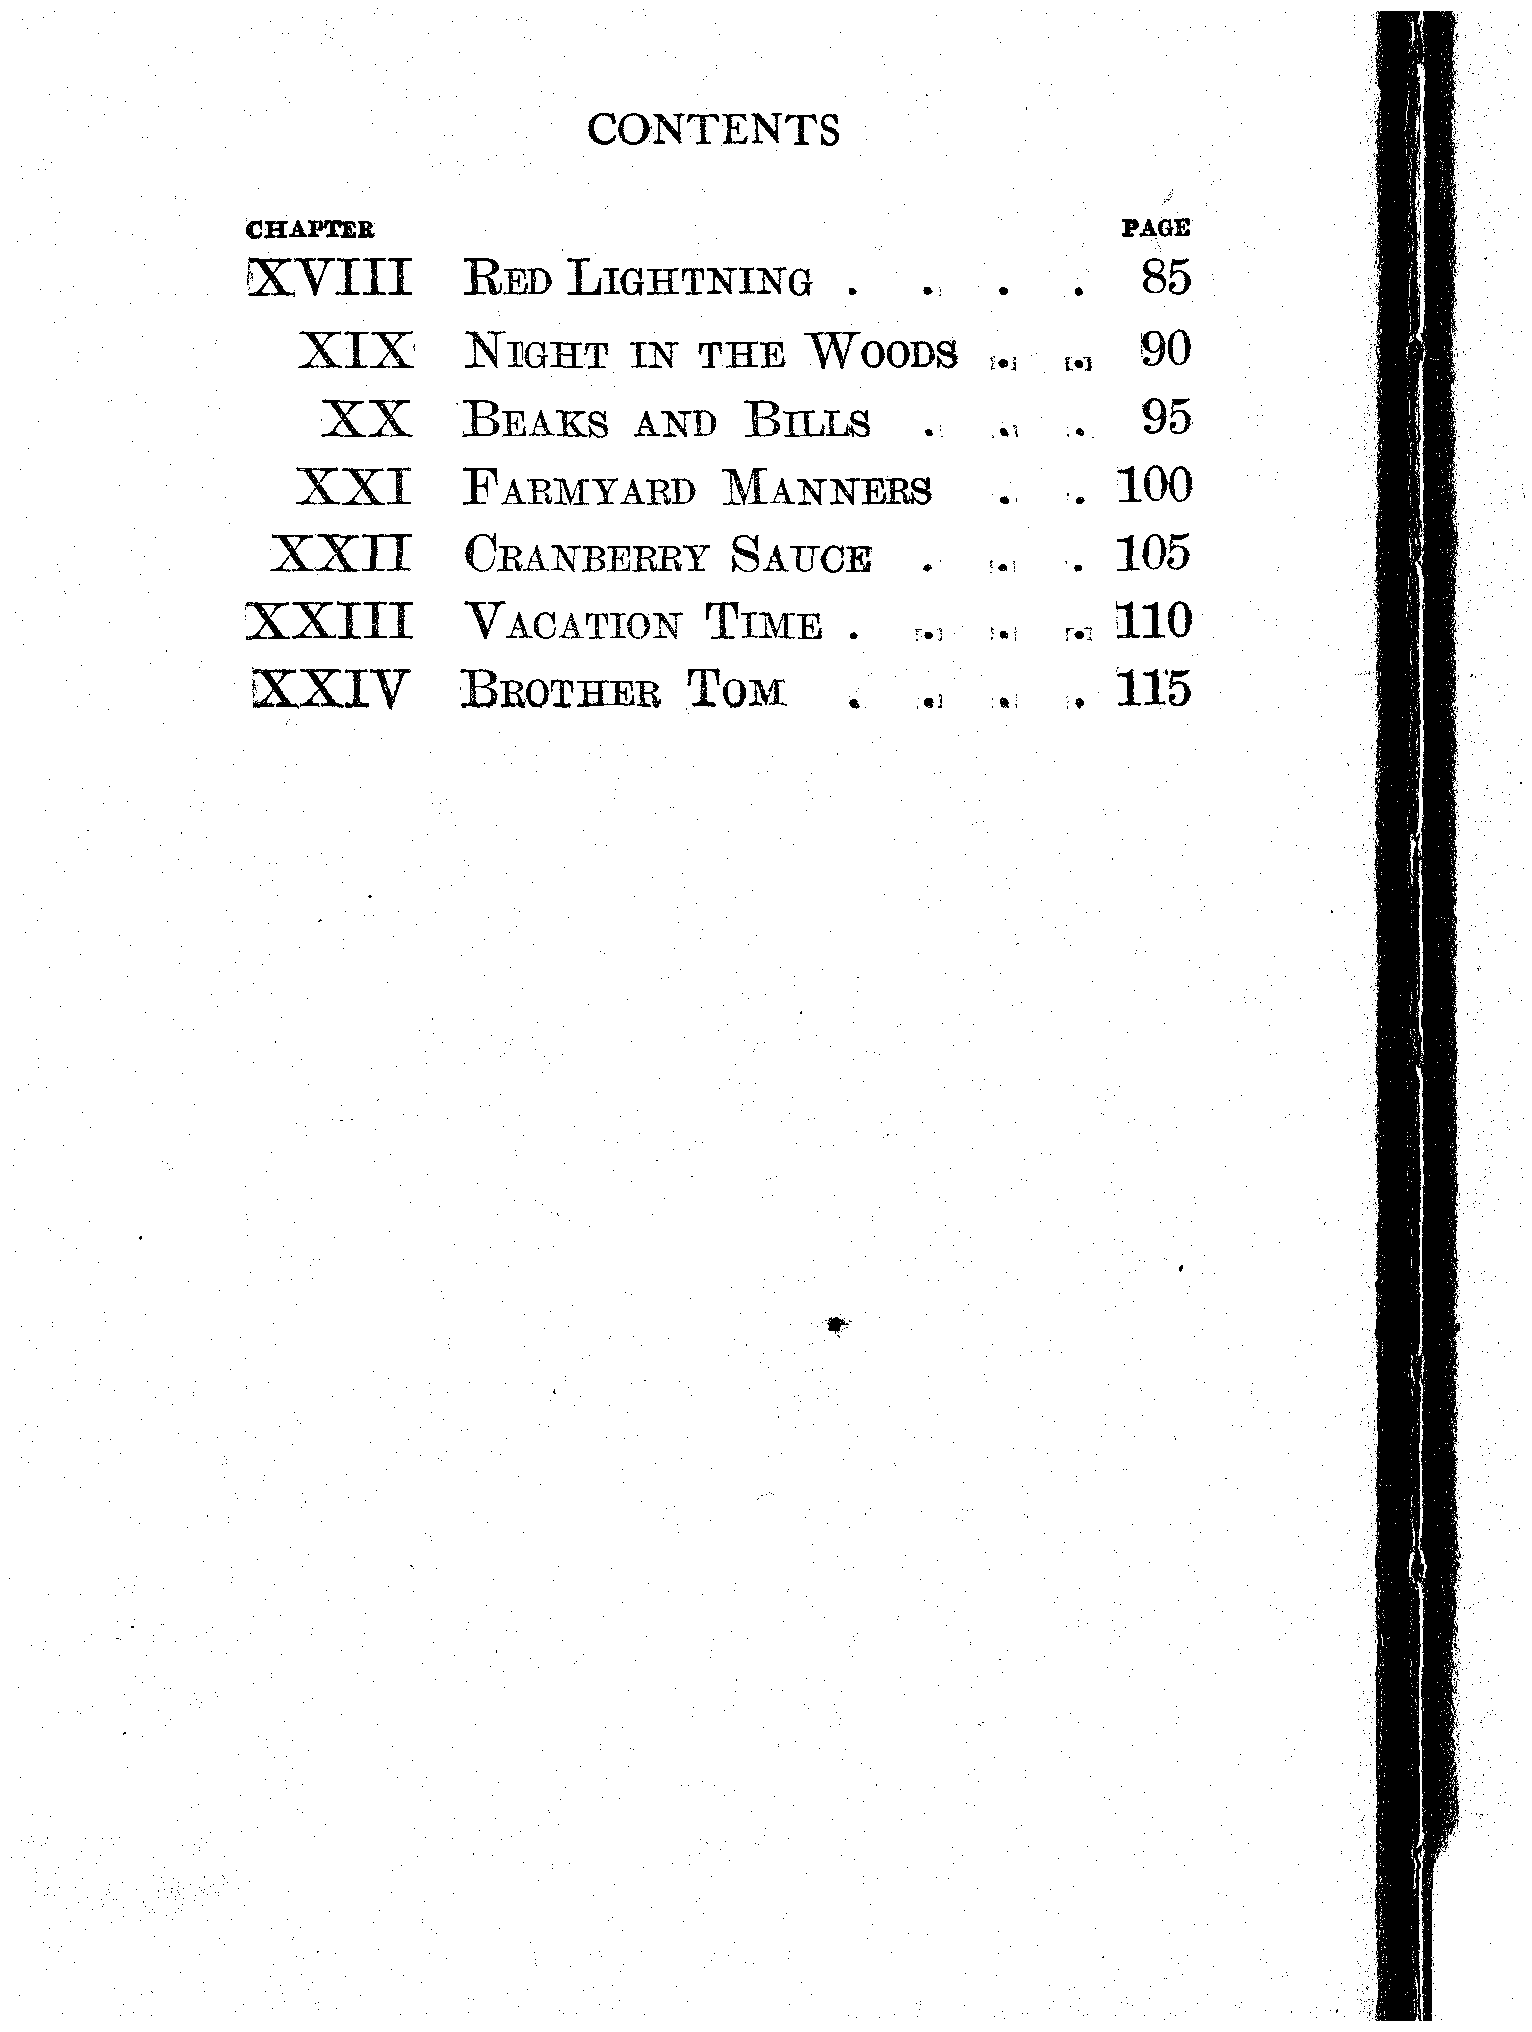 CONTENTS
CHAPTER PAGE
XVIII RED LIGHTNING . . . . 85
XIX NIGHT IN THE WOODS . . 90
XX BEAKS AND BILLS . . . 95
XXI FARMYARD MANNERS . . 100
XXII CRANBERRY SAUCE . . . 105
XXIII VACATION TIME . . . . 110
XXIV BROTHER TOM . . . . 115